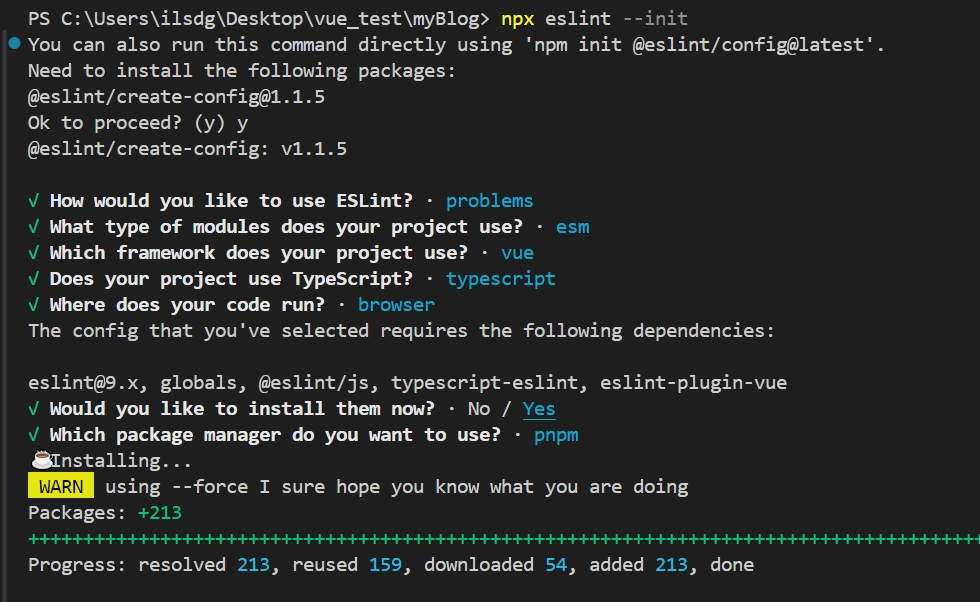 PS C:\Users\ilsdg\Desktop\vue_test\myBlog> npx eslint --init
You can also run this command directly using 'npm init @eslint/config@latest'.
Need to install the following packages:
@eslint/create-config@1.1.5
Ok to proceed? (y) y
@eslint/create-config: v1.1.5
√ How would you like to use ESLint? · problems
√ What type of modules does your project use? · esm
√ Which framework does your project use? · vue
√ Does your project use TypeScript? · typescript
√ Where does your code run? · browser
The config that you've selected requires the following dependencies:
eslint@9.x, globals, @eslint/js, typescript-eslint, eslint-plugin-vue
√ Would you like to install them now? · No / Yes
√ Which package manager do you want to use? · pnpm
☕Installing...
WARN using --force I sure hope you know what you are doing
Packages: +213
++++++++++++++++++++++++++++++++++++++++++++++++++++++++++++++++++++++++++++++++++++++
Progress: resolved 213, reused 159, downloaded 54, added 213, done